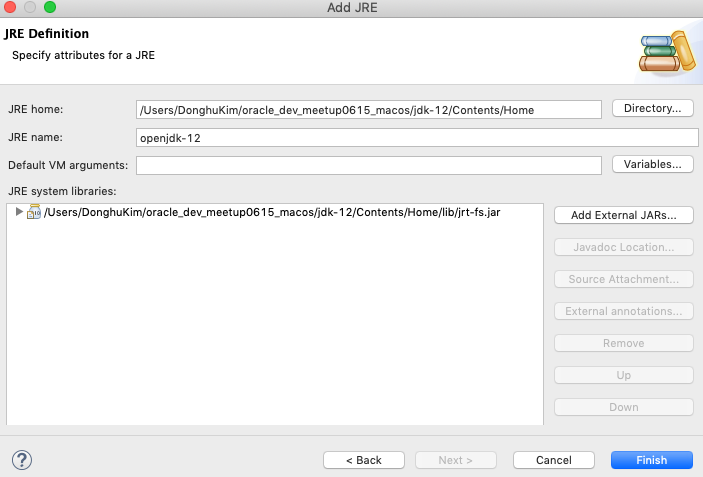 Add JRE
JRE Definition
Specify attributes for a JRE
JRE home:
/Users/DonghuKim/oracle_dev_meetup0615_macos/jdk-12/Contents/Home
Directory...
JRE name:
openjdk-12
Default VM arguments:
Variables...
JRE system libraries:
/Users/DonghuKim/oracle_dev_meetup0615_macos/jdk-12/Contents/Home/lib/jrt-fs.jar
Add External JARs...
Javadoc Location...
Source Attachment...
External annotations...
Remove
Up
Down
?
< Back
Next >
Cancel
Finish